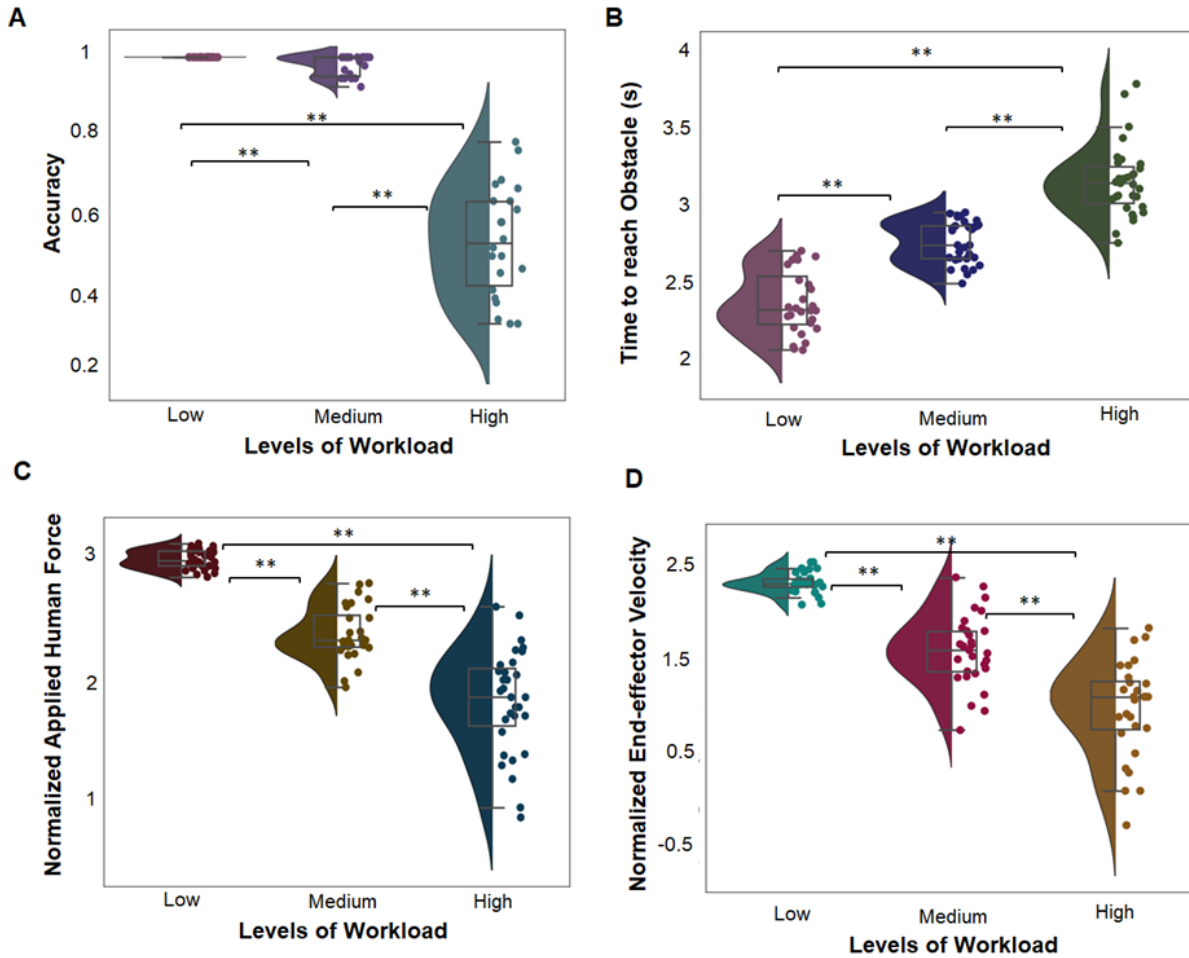 A
Accuracy
1
0.8
0.6
0.4
0.2
**
**
**
Low Medium High
Levels of Workload
B
Time to reach Obstacle (s)
4
3.5
3
2.5
2
**
**
**
Low Medium High
Levels of Workload
C
Normalized Applied Human Force
3
2
1
**
**
**
Low Medium High
Levels of Workload
D
Normalized End-effector Velocity
2.5
1.5
0.5
-0.5
**
**
**
Low Medium High
Levels of Workload